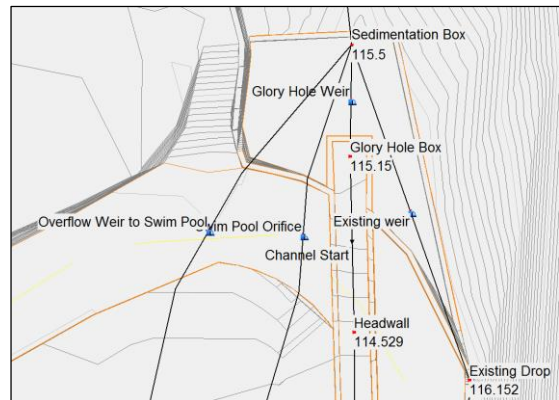 Sedimentation Box
115.5
Glory Hole Weir
Glory Hole Box
115.15
Overflow Weir to Swim Pool
Swim Pool Orifice
Existing weir
Channel Start
Headwall
114.529
Existing Drop
116.152